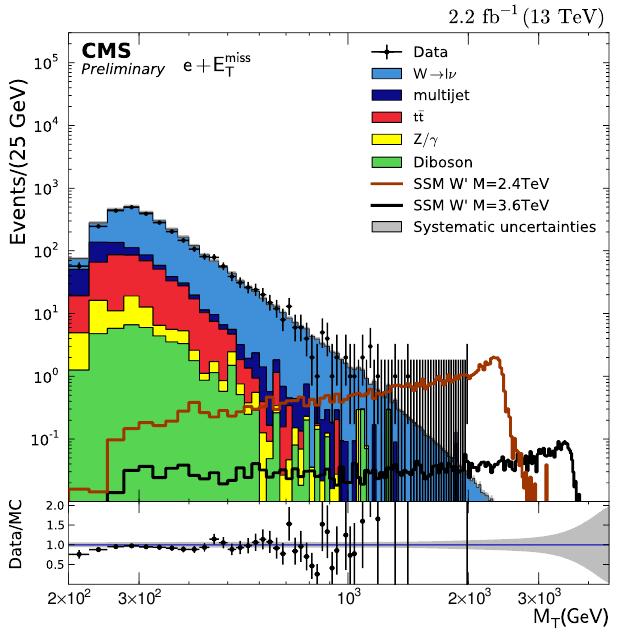 2.2 fb⁻¹ (13 TeV)
CMS
Preliminary
e+E_T^miss
Data
W→lν
multijet
tt̄
Z/γ
Diboson
SSM W' M=2.4TeV
SSM W' M=3.6TeV
Systematic uncertainties
Events/(25 GeV)
10⁵
10⁴
10³
10²
10¹
10⁰
10⁻¹
Data/MC
2.0
1.5
1.0
0.5
2×10² 3×10² 10³ 2×10³ 3×10³
M_T(GeV)